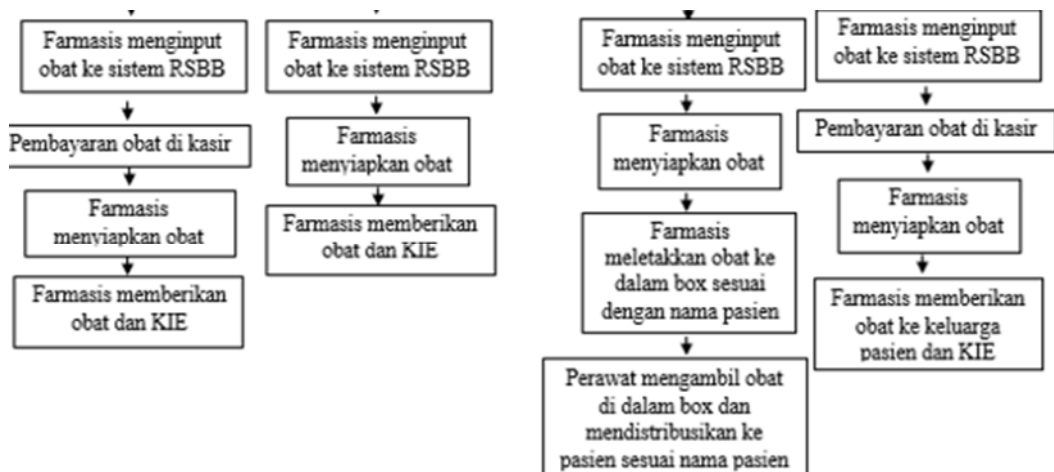 Farmasis menginput
obat ke sistem RSBB
Pembayaran obat di kasir
Farmasis
menyiapkan obat
Farmasis memberikan
obat dan KIE
Farmasis menginput
obat ke sistem RSBB
Farmasis
menyiapkan obat
Farmasis memberikan
obat dan KIE
Farmasis menginput
obat ke sistem RSBB
Farmasis
menyiapkan obat
Farmasis
meletakkan obat ke
dalam box sesuai
dengan nama pasien
Perawat mengambil obat
di dalam box dan
mendistribusikan ke
pasien sesuai nama pasien
Farmasis menginput
obat ke sistem RSBB
Pembayaran obat di kasir
Farmasis
menyiapkan obat
Farmasis memberikan
obat ke keluarga
pasien dan KIE